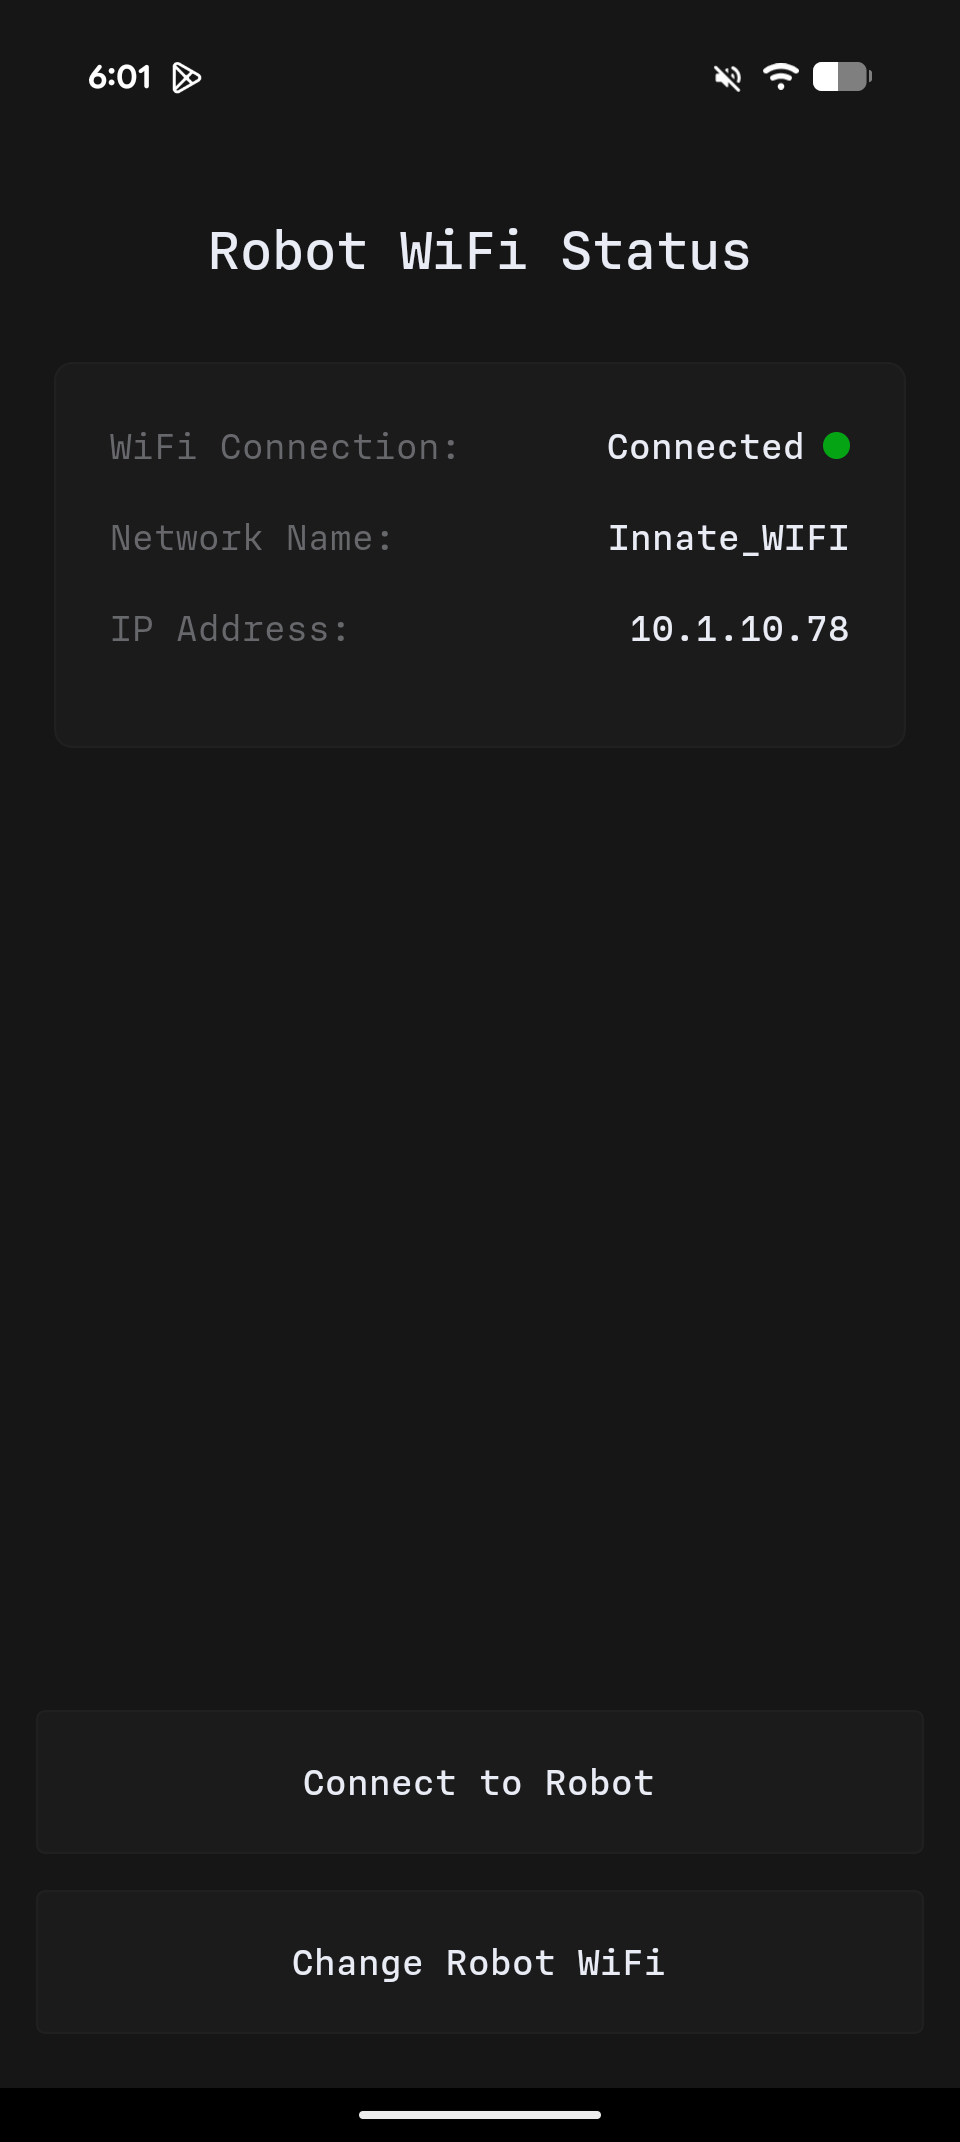 6:01
Robot WiFi Status
WiFi Connection: Connected
Network Name: Innate_WIFI
IP Address: 10.1.10.78
Connect to Robot
Change Robot WiFi